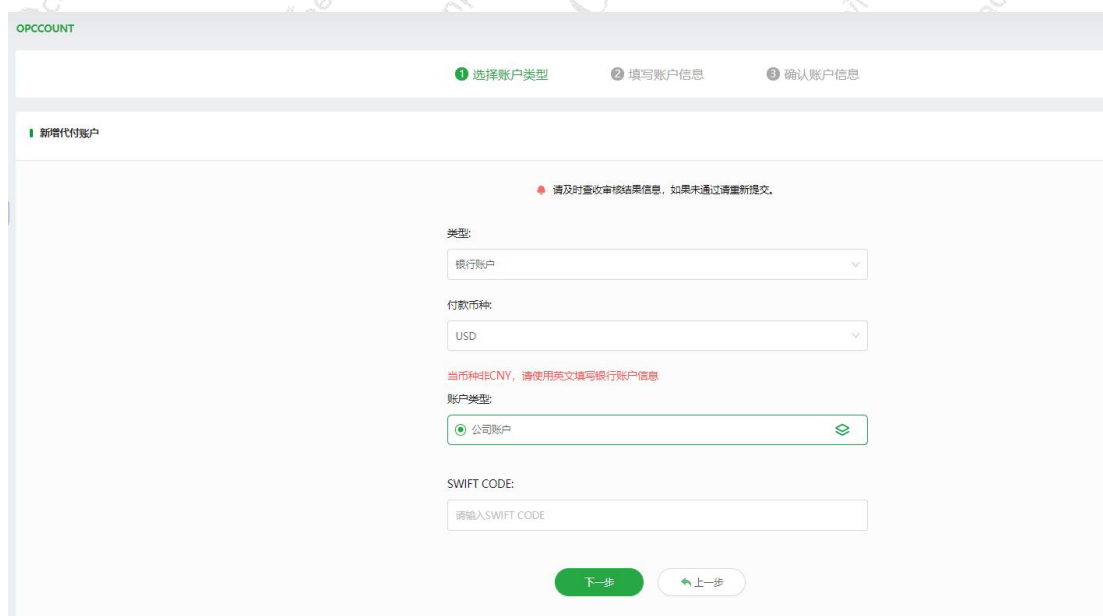 OPCCOUNT
1 选择账户类型 2 填写账户信息 3 确认账户信息
新增代付账户
请及时查收审核结果信息，如果未通过请重新提交。
类型:
银行账户
付款币种:
USD
当币种非CNY，请使用英文填写银行账户信息
账户类型:
公司账户
SWIFT CODE:
请输入SWIFT CODE
下一步 上一步